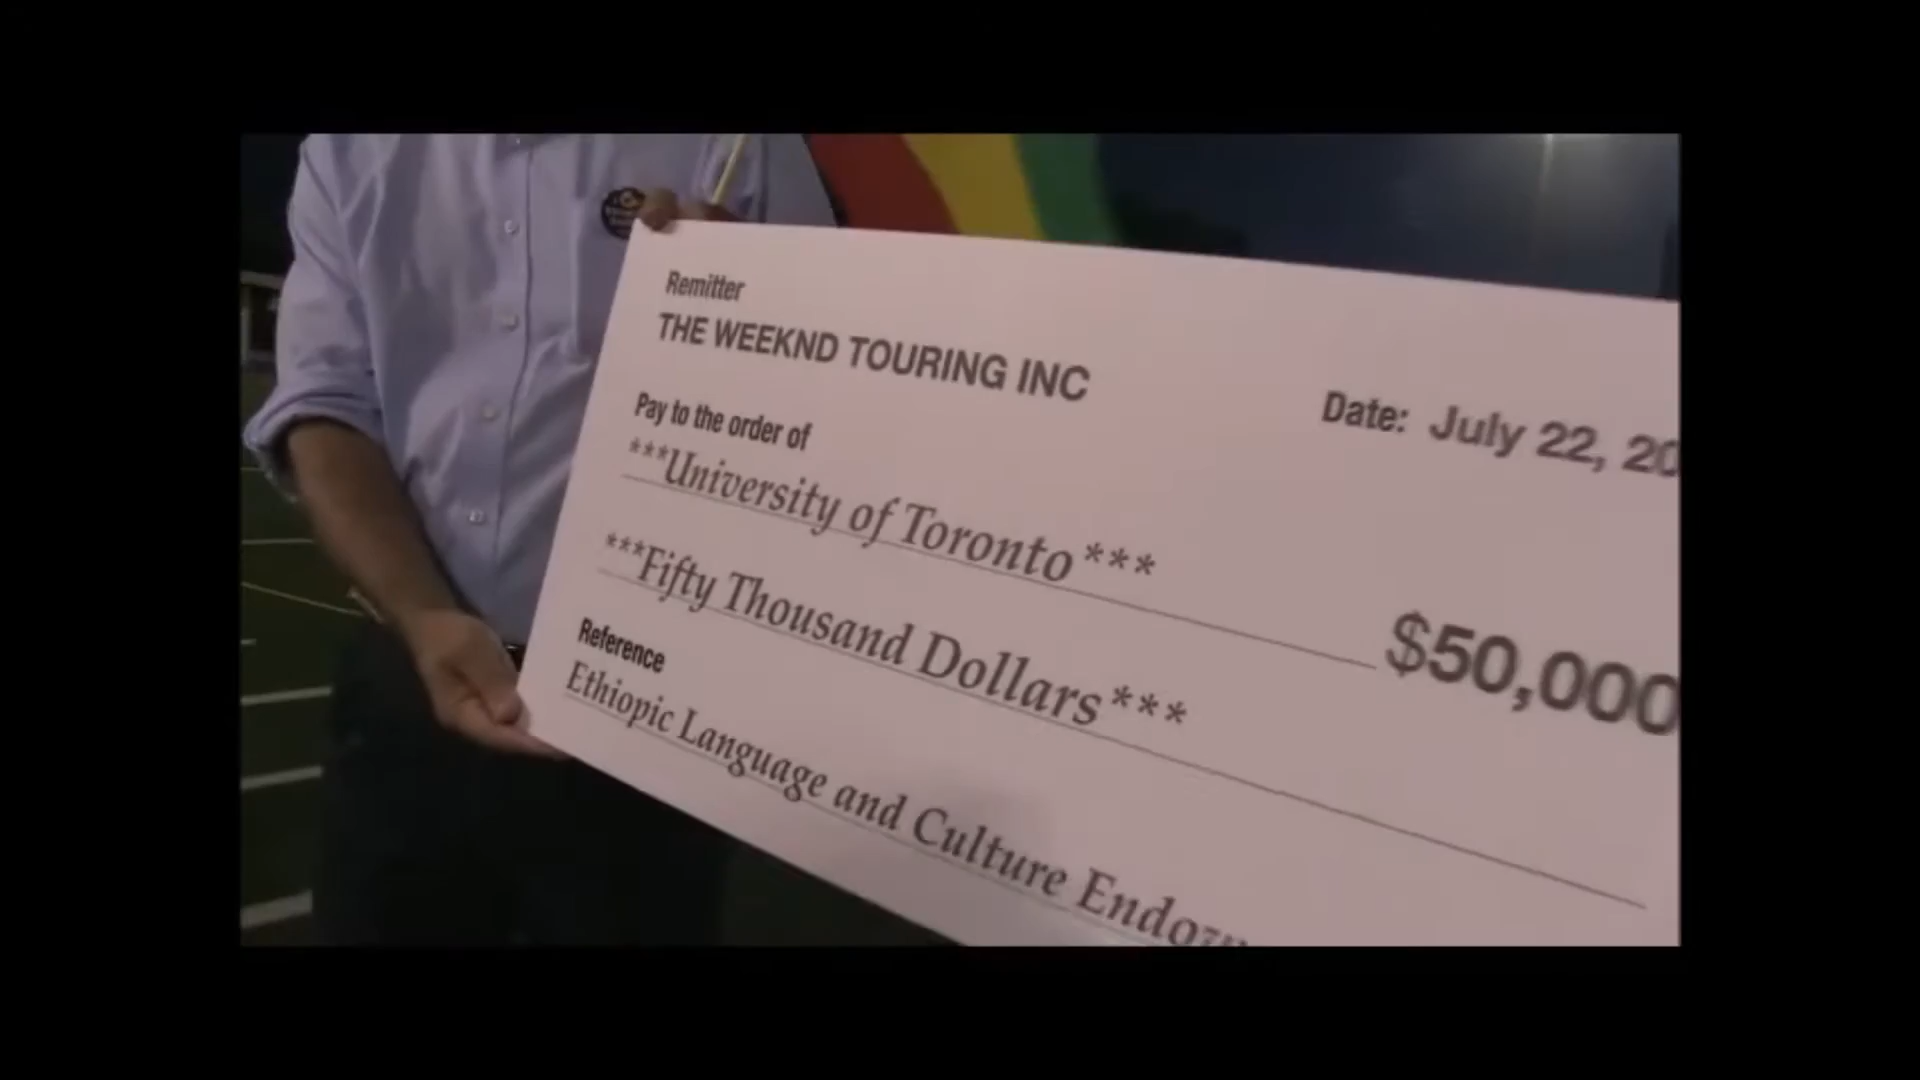 Remitter
THE WEEKND TOURING INC
Date: July 22, 20
Pay to the order of
***University of Toronto***
***Fifty Thousand Dollars***
$50,000
Reference
Ethiopic Language and Culture